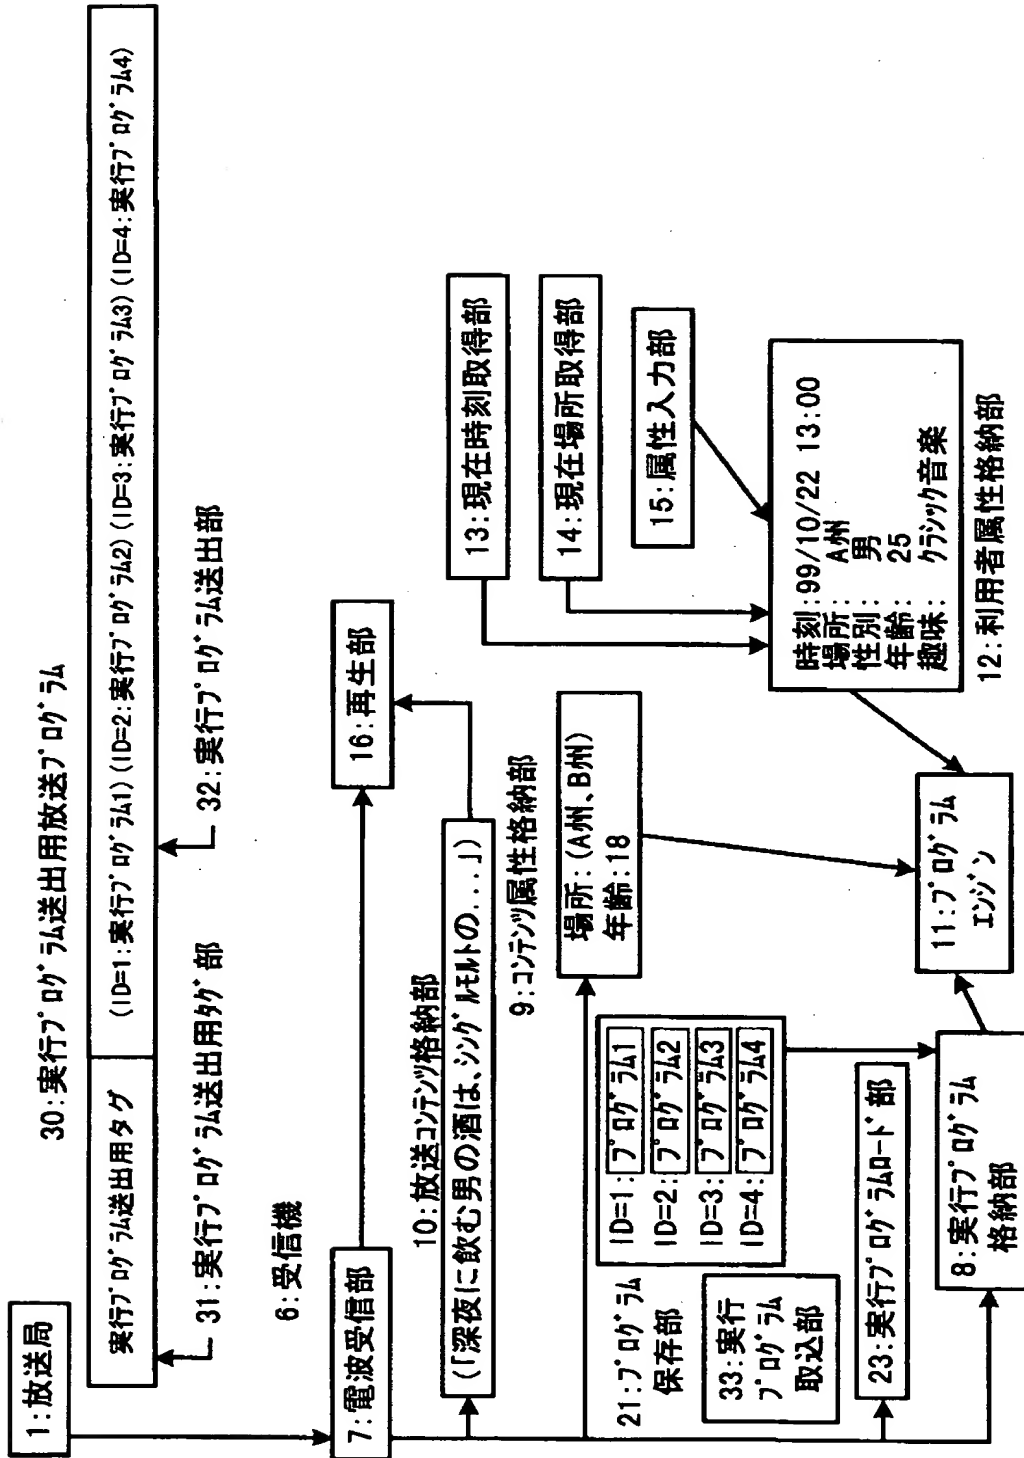 1:放送局
30:実行プログラム送出用放送プログラム
実行プログラム送出用タグ
(ID=1:実行プログラム1)(ID=2:実行プログラム2)(ID=3:実行プログラム3)(ID=4:実行プログラム4)
31:実行プログラム送出用タグ部
32:実行プログラム送出部
6:受信機
7:電波受信部
16:再生部
10:放送コンテンツ格納部
(「深夜に飲む男の酒は、シングルモルトの...」)
9:コンテンツ属性格納部
場所:(A州、B州)
年齢:18
13:現在時刻取得部
14:現在場所取得部
15:属性入力部
時刻:99/10/22 13:00
場所: A州
性別: 男
年齢: 25
趣味: クラシック音楽
12:利用者属性格納部
21:プログラム
保存部
ID=1:プログラム1
ID=2:プログラム2
ID=3:プログラム3
ID=4:プログラム4
33:実行
プログラム
取込部
23:実行プログラムロード部
8:実行プログラム
格納部
11:プログラム
エンジン